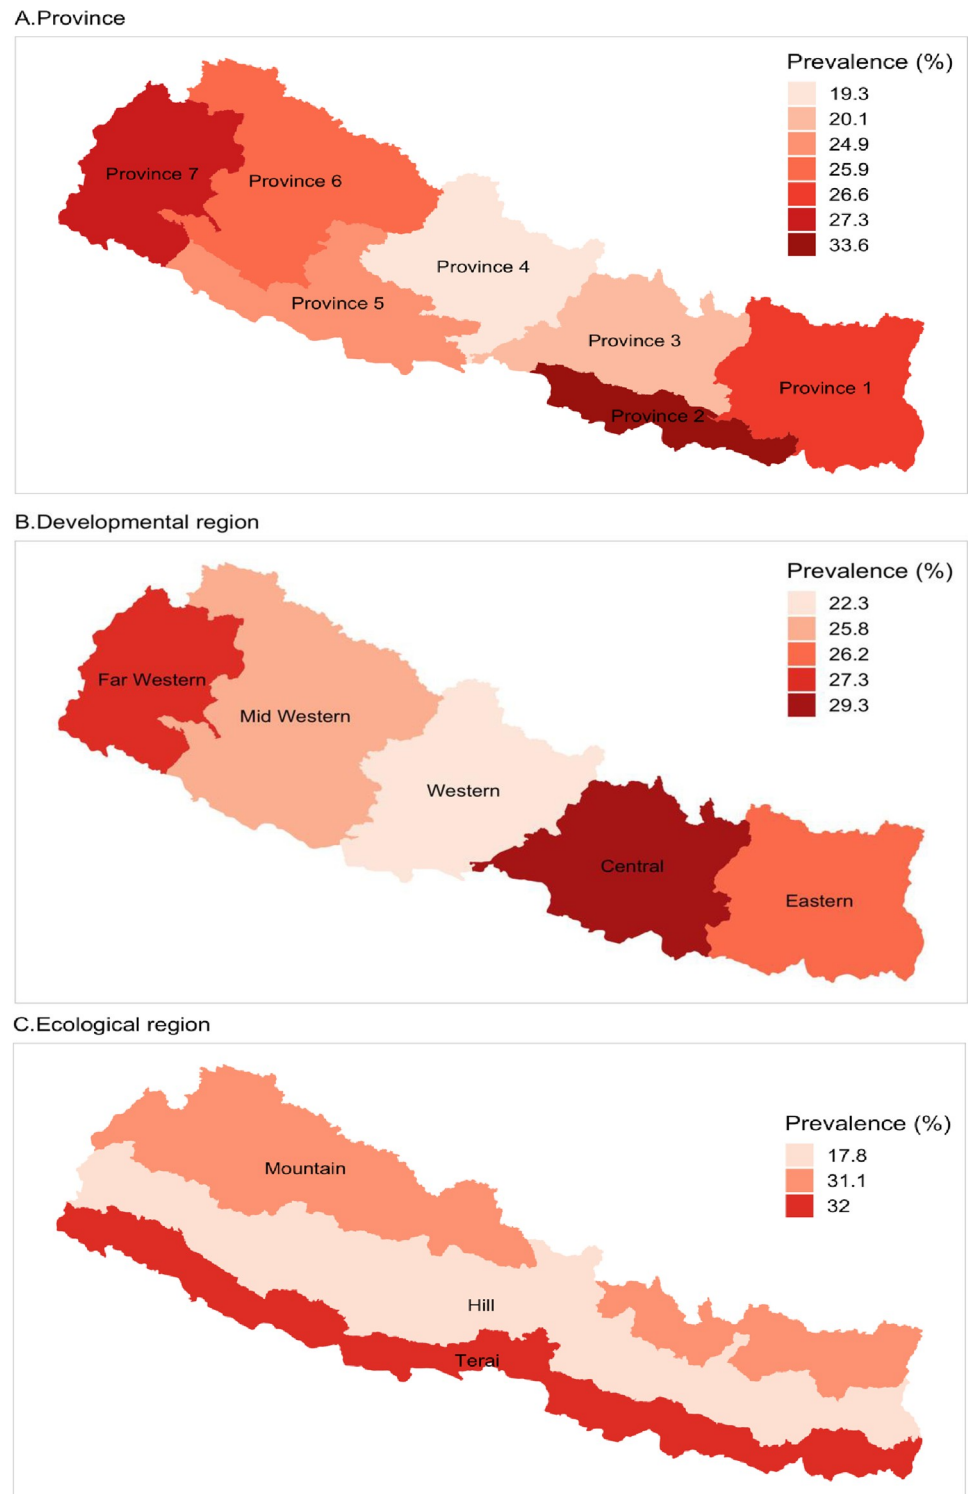 A.Province
Prevalence (%)
19.3
20.1
24.9
25.9
26.6
27.3
33.6
Province 7
Province 6
Province 4
Province 5
Province 3
Province 1
Province 2
B.Developmental region
Prevalence (%)
22.3
25.8
26.2
27.3
29.3
Far Western
Mid Western
Western
Central
Eastern
C.Ecological region
Prevalence (%)
17.8
31.1
32
Mountain
Hill
Terai